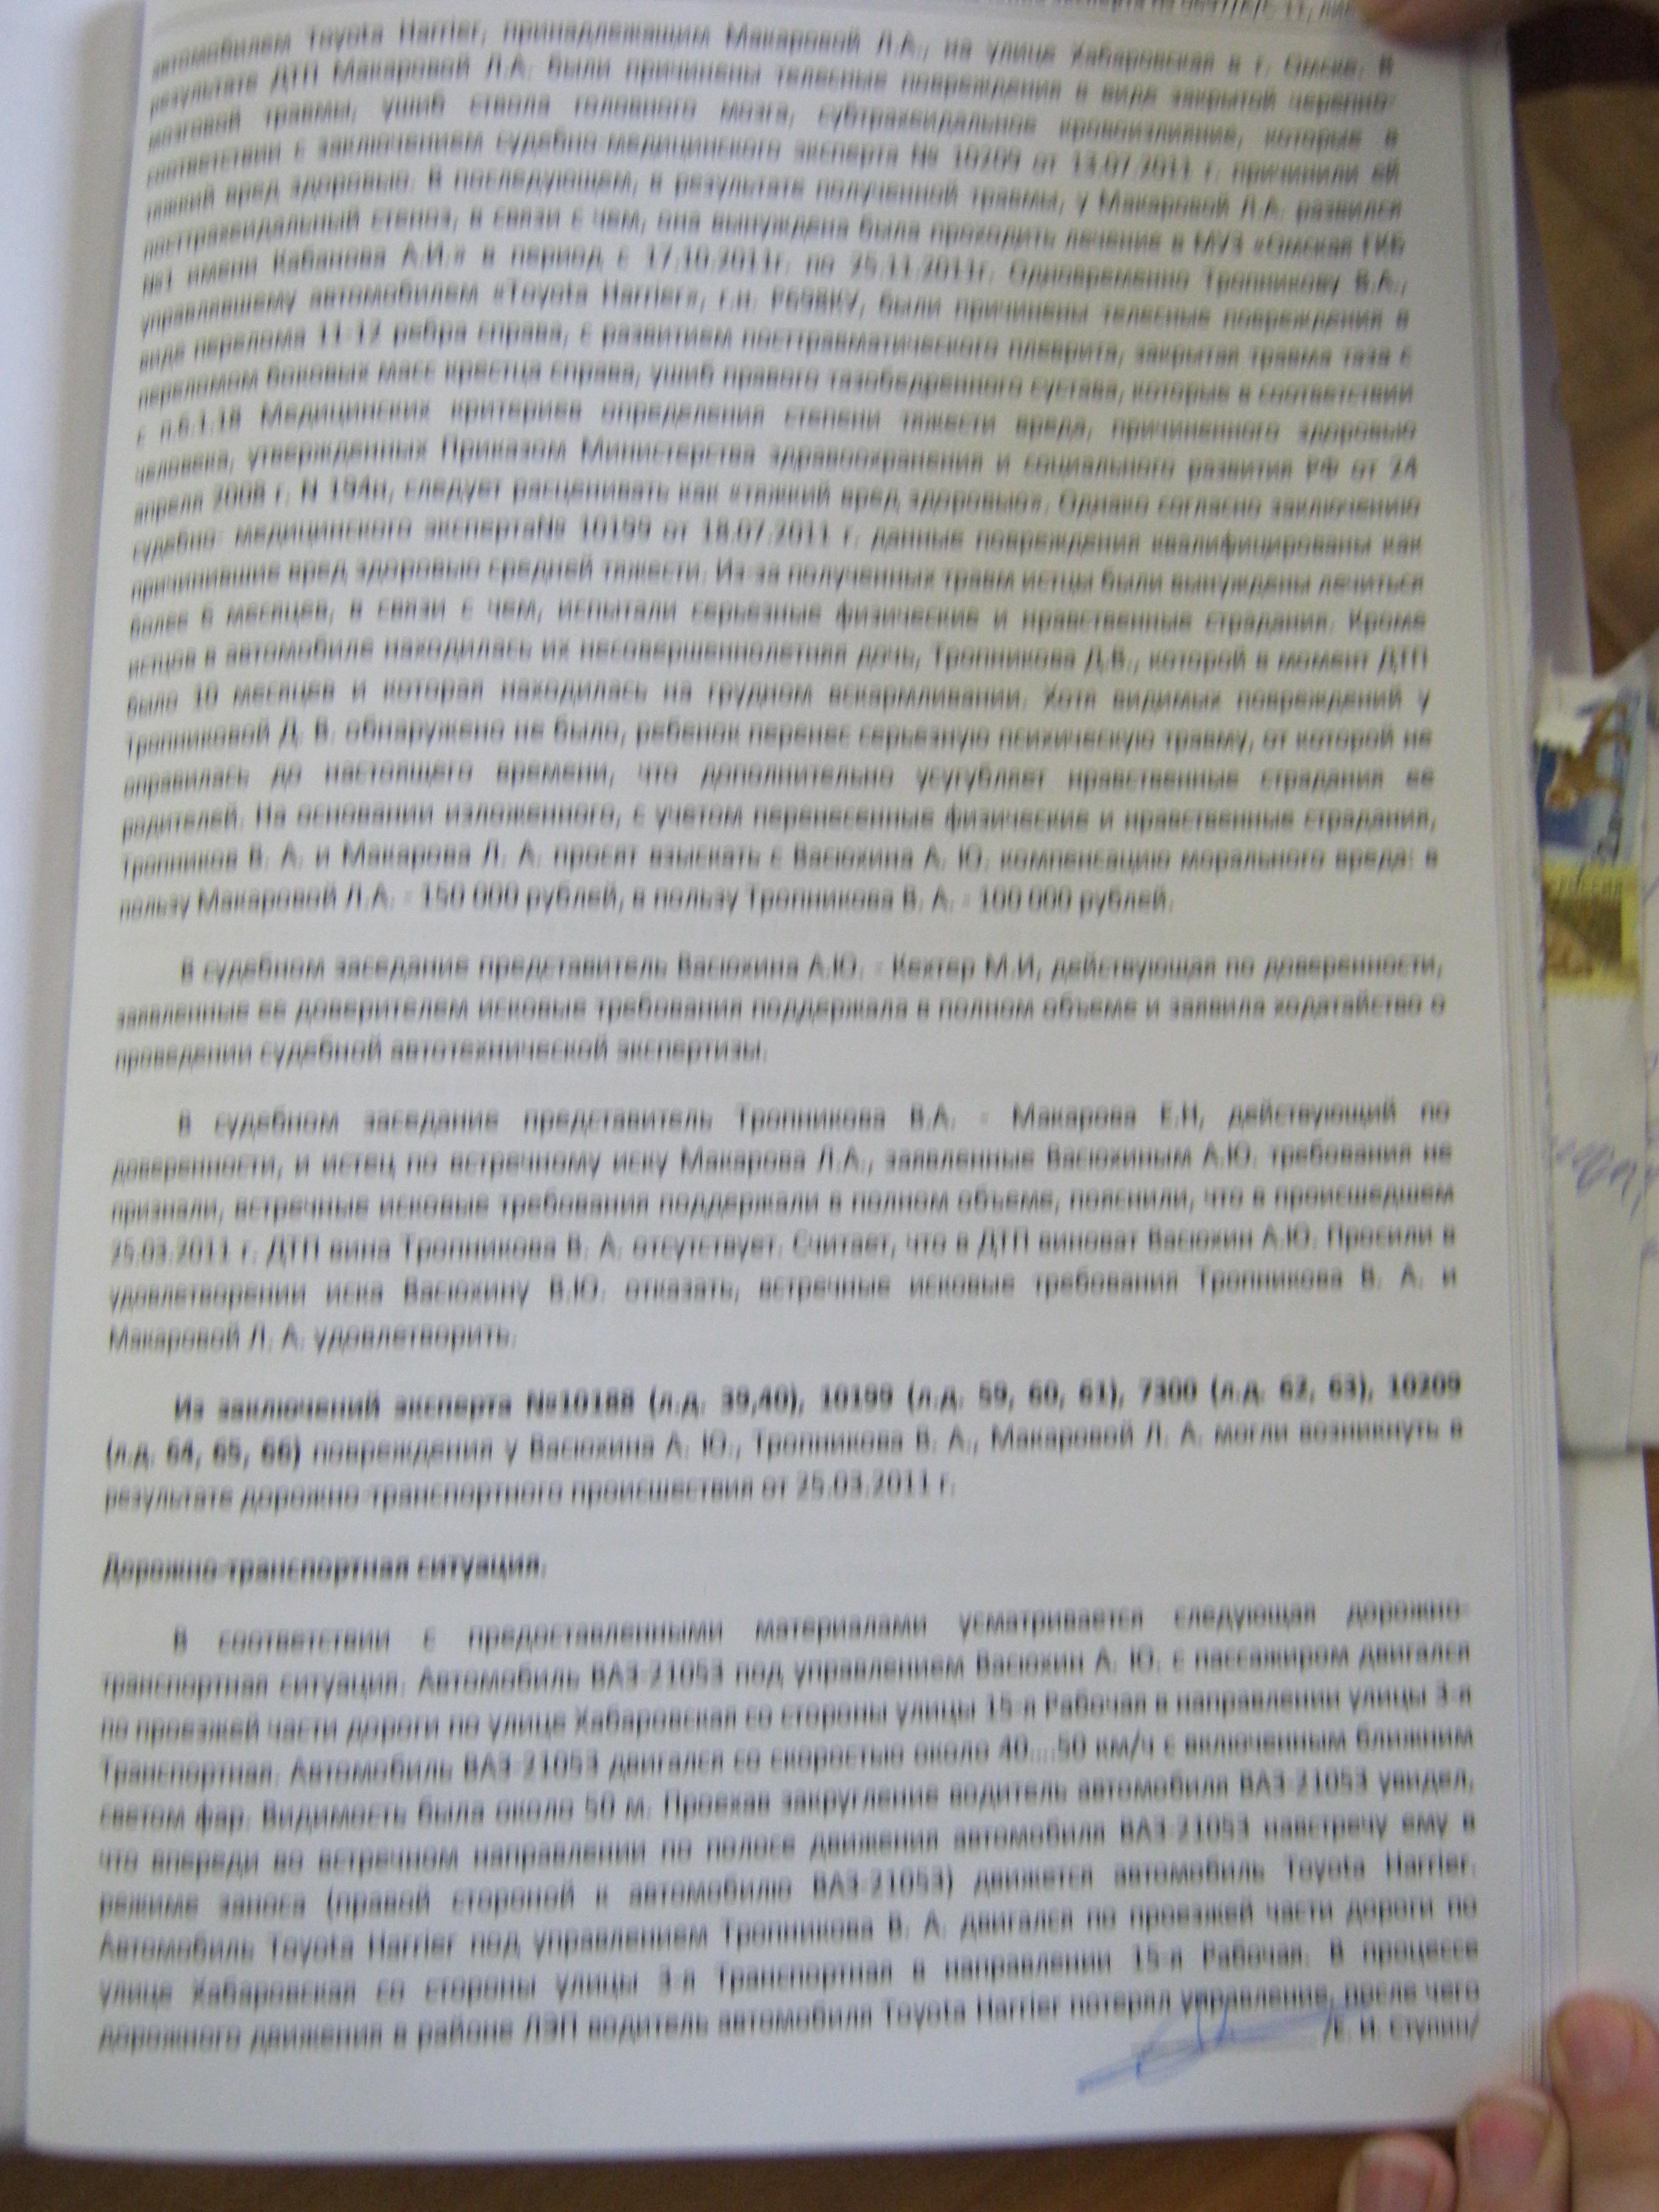 автомобилем Toyota Harrier, принадлежащим Макаровой Л.А., на улице Хабаровская в г. Омске. В
результате ДТП Макаровой Л.А. были причинены телесные повреждения в виде закрытой черепно-
мозговой травмы, ушиб ствола головного мозга, субтрахеидальное кровоизлияние, которые в
соответствии с заключением судебно-медицинского эксперта № 10209 от 13.07.2011 г. причинили ей
тяжкий вред здоровью. В последующем, в результате полученной травмы, у Макаровой Л.А. развился
посттрахеидальный стеноз, в связи с чем, она вынуждена была проходить лечение в МУЗ «Омская ГКБ
№1 имени Кабанова А.Н.» в период с 17.10.2011г. по 25.11.2011г. Одновременно Тропникову В.А.,
управлявшему автомобилем «Toyota Harrier», г.н. были причинены телесные повреждения в
виде перелома 11-12 ребра справа, с развитием посттравматического плеврита, закрытая травма таза с
переломом боковых масс крестца справа, ушиб правого тазобедренного сустава, которые в соответствии
с п.6.1.18 Медицинских критериев определения степени тяжести вреда, причиненного здоровью
человека, утвержденных Приказом Министерства здравоохранения и социального развития РФ от 24
апреля 2008 г. N 194н, следует расценивать как «тяжкий вред здоровью». Однако согласно заключению
судебно- медицинского эксперта№ 10199 от 18.07.2011 г. данные повреждения квалифицированы как
причинившие вред здоровью средней тяжести. Из-за полученных травм истцы были вынуждены лечиться
более 6 месяцев, в связи с чем, испытали серьезные физические и нравственные страдания. Кроме
истцов в автомобиле находилась их несовершеннолетняя дочь, Тропникова Д.В., которой в момент ДТП
было 10 месяцев и которая находилась на грудном вскармливании. Хотя видимых повреждений у
Тропниковой Д. В. обнаружено не было, ребенок перенес серьезную психическую травму, от которой не
оправилась до настоящего времени, что дополнительно усугубляет нравственные страдания ее
родителей. На основании изложенного, с учетом перенесенные физические и нравственные страдания,
Тропников В. А. и Макарова Л. А. просят взыскать с Васюхина А. Ю. компенсацию морального вреда: в
пользу Макаровой Л.А. - 150 000 рублей, в пользу Тропникова В. А. - 100 000 рублей.
В судебном заседание представитель Васюхина А.Ю. - Кехтер М.И, действующая по доверенности,
заявленные ее доверителем исковые требования поддержала в полном объеме и заявила ходатайство о
проведении судебной автотехнической экспертизы.
В судебном заседание представитель Тропникова В.А. - Макарова Е.Н, действующий по
доверенности, и истец по встречному иску Макарова Л.А., заявленные Васюхиным А.Ю. требования не
признали, встречные исковые требования поддержали в полном объеме, пояснили, что в происшедшем
25.03.2011 г. ДТП вина Тропникова В. А. отсутствует. Считает, что в ДТП виноват Васюхин А.Ю. Просили в
удовлетворении иска Васюхину В.Ю. отказать, встречные исковые требования Тропникова В. А. и
Макаровой Л. А. удовлетворить.
Из заключений эксперта №10188 (л.д. 39,40), 10199 (л.д. 59, 60, 61), 7300 (л.д. 62, 63), 10209
(л.д. 64, 65, 66) повреждения у Васюхина А. Ю., Тропникова В. А., Макаровой Л. А. могли возникнуть в
результате дорожно-транспортного происшествия от 25.03.2011 г.
Дорожно-транспортная ситуация.
В соответствии с предоставленными материалами усматривается следующая дорожно-
транспортная ситуация. Автомобиль ВАЗ-21053 под управлением Васюхин А. Ю. с пассажиром двигался
по проезжей части дороги по улице Хабаровская со стороны улицы 15-я Рабочая в направлении улицы 3-я
Транспортная. Автомобиль ВАЗ-21053 двигался со скоростью около 40....50 км/ч с включенным ближним
светом фар. Видимость была около 50 м. Проехав закругление водитель автомобиля ВАЗ-21053 увидел,
что впереди во встречном направлении по полосе движения автомобиля ВАЗ-21053 навстречу ему в
режиме заноса (правой стороной к автомобилю ВАЗ-21053) движется автомобиль Toyota Harrier.
Автомобиль Toyota Harrier под управлением Тропникова В. А. двигался по проезжей части дороги по
улице Хабаровская со стороны улицы 3-я Транспортная в направлении 15-я Рабочая. В процессе
дорожного движения в районе ЛЭП водитель автомобиля Toyota Harrier потерял управление, после чего